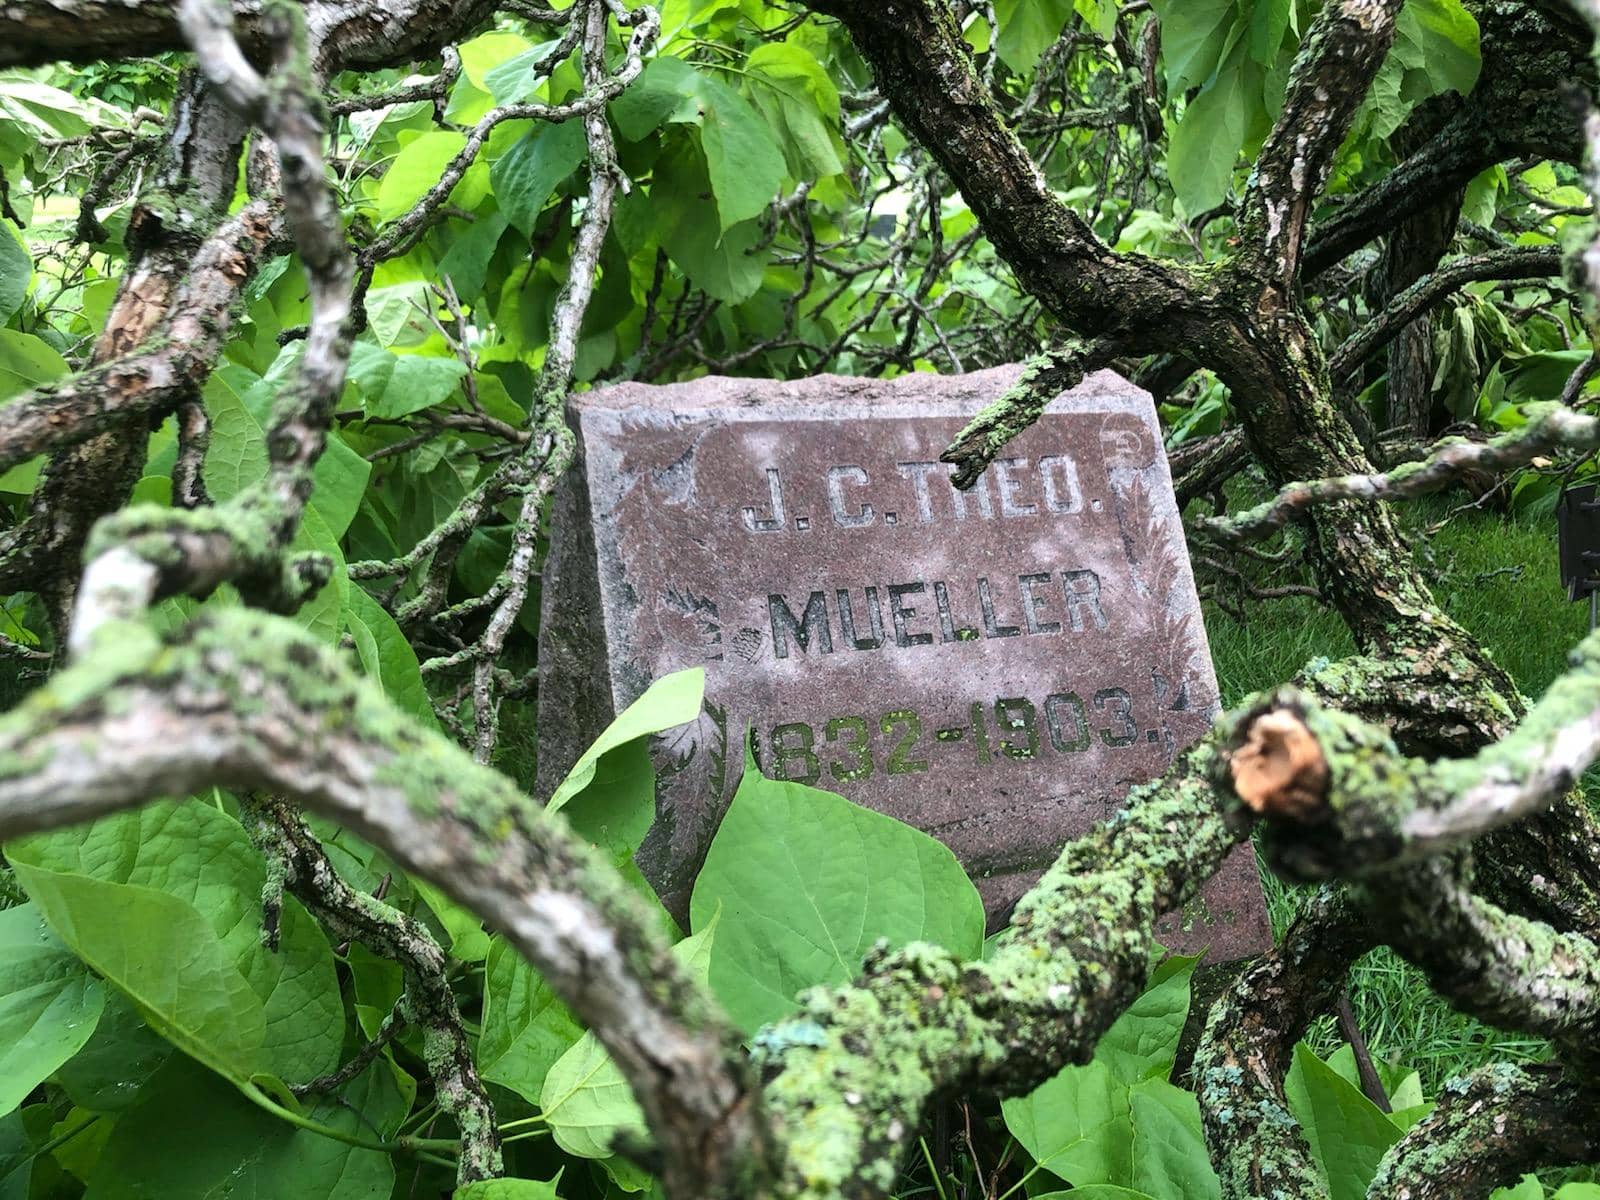 J. C. THEO.
MUELLER
1832-1903.